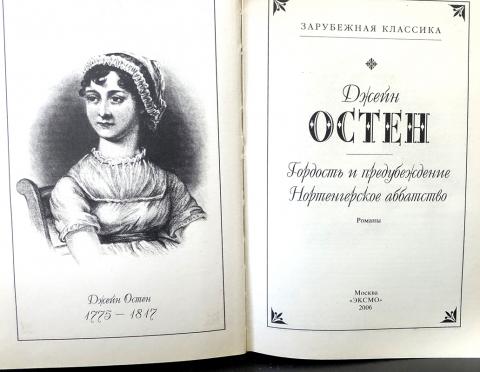 Джейн Остен
1775 – 1817
ЗАРУБЕЖНАЯ КЛАССИКА
Джейн
ОСТЕН
Гордость и предубеждение
Нортенгерское аббатство
Романы
Москва
«ЭКСМО»
2006